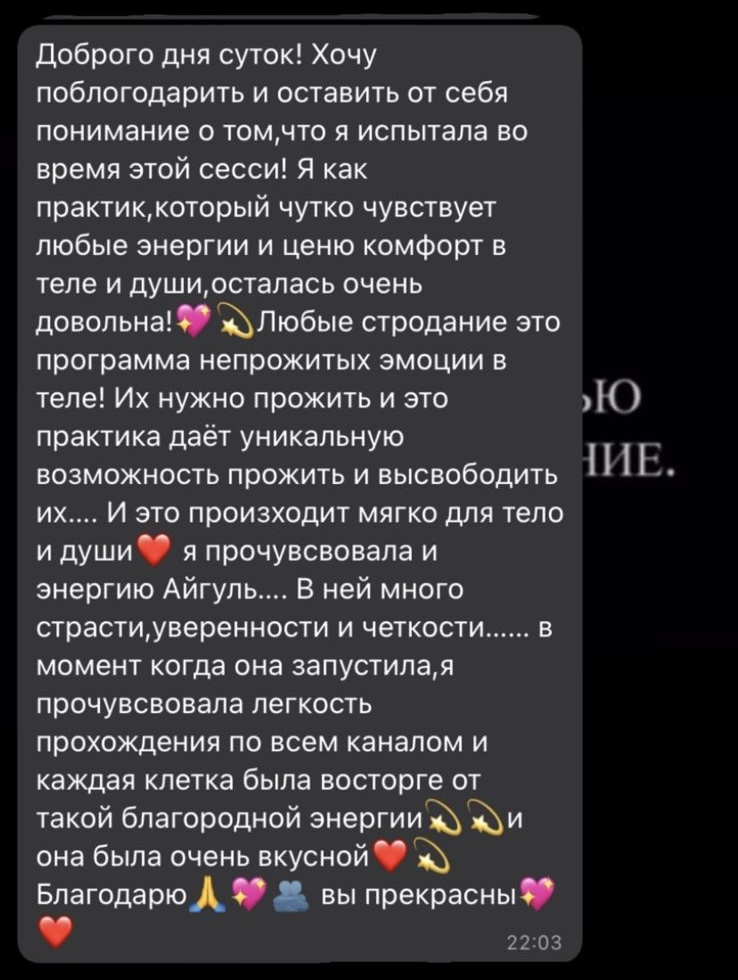 Доброго дня суток! Хочу
поблогодарить и оставить от себя
понимание о том,что я испытала во
время этой сесси! Я как
практик,который чутко чувствует
любые энергии и ценю комфорт в
теле и души,осталась очень
довольна!💖💫Любые стродание это
программа непрожитых эмоции в
теле! Их нужно прожить и это
практика даёт уникальную
возможность прожить и высвободить
их.... И это произходит мягко для тело
и души❤️ я прочувсвовала и
энергию Айгуль.... В ней много
страсти,уверенности и четкости...... в
момент когда она запустила,я
прочувсвовала легкость
прохождения по всем каналом и
каждая клетка была восторге от
такой благородной энергии💫💫и
она была очень вкусной❤️💫
Благодарю🙏💖🫂 вы прекрасны💖
❤️
22:03
ЬЮ
НИЕ.